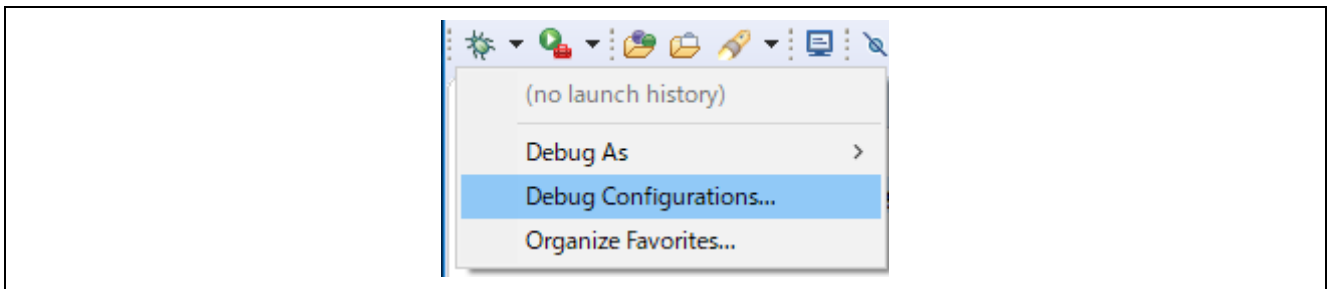 (no launch history)
Debug As
Debug Configurations...
Organize Favorites...